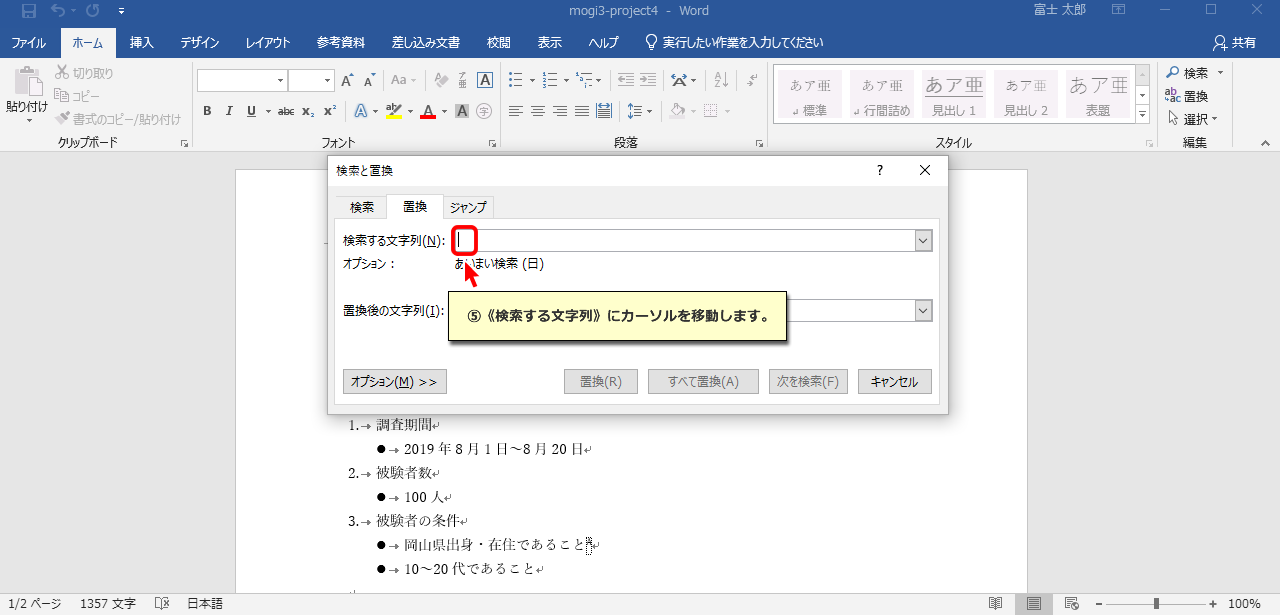 mogi3-project4 - Word
富士 太郎
ファイル ホーム 挿入 デザイン レイアウト 参考資料 差し込み文書 校閲 表示 ヘルプ 実行したい作業を入力してください 共有
貼り付け
切り取り
コピー
書式のコピー/貼り付け
クリップボード
Aa
A
B I U abc x₂ x² A ab A A 字
フォント
段落
あア亜 あア亜 あア亜 あア亜 あア亜
↲標準 ↲行間詰め 見出し 1 見出し 2 表題
スタイル
検索
置換
選択
編集
検索と置換 ?
検索 置換 ジャンプ
検索する文字列(N):
オプション: あいまい検索 (日)
置換後の文字列(I):
⑤《検索する文字列》にカーソルを移動します。
オプション(M) >> 置換(R) すべて置換(A) 次を検索(F) キャンセル
1.→ 調査期間↵
●→ 2019 年 8 月 1 日～8 月 20 日↵
2.→ 被験者数↵
●→ 100 人↵
3.→ 被験者の条件↵
●→ 岡山県出身・在住であること
●→ 10～20 代であること↵
1/2 ページ 1357 文字 日本語 - + 100%